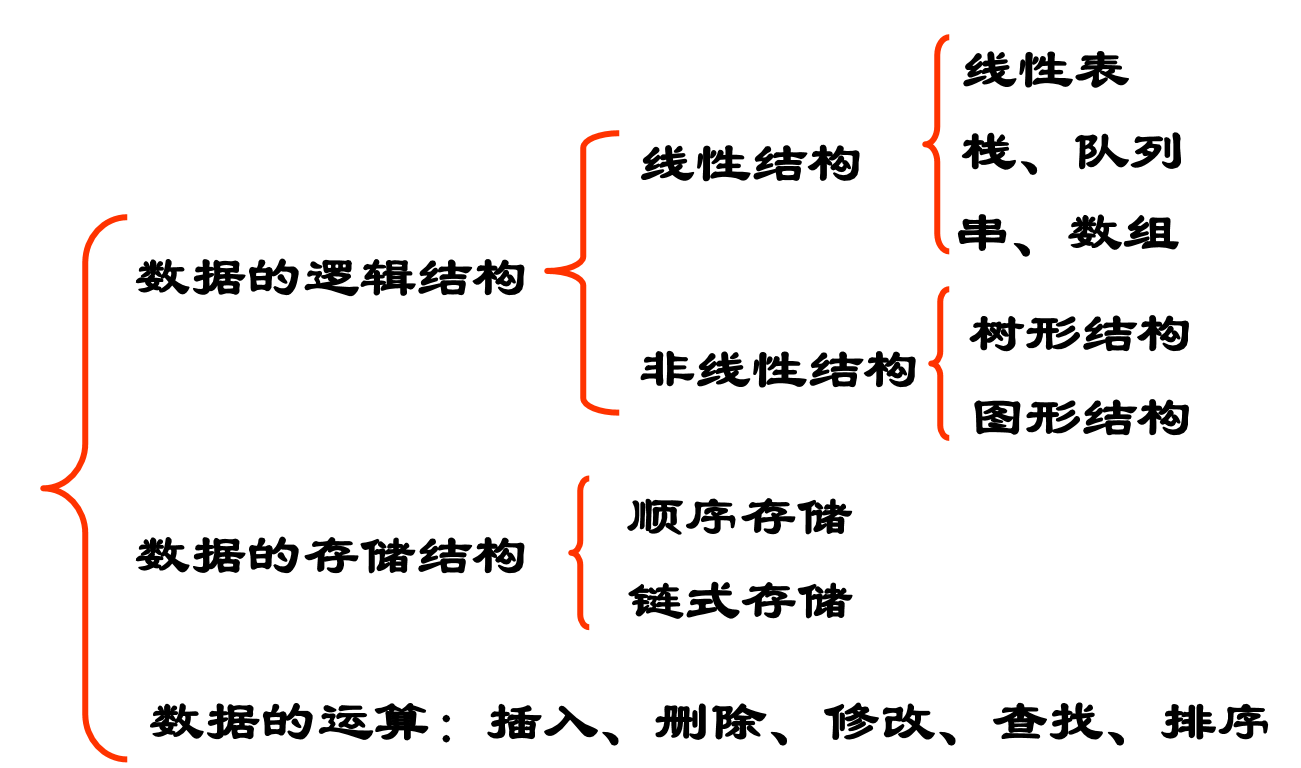 线性表
线性结构
栈、队列
串、数组
数据的逻辑结构
树形结构
非线性结构
图形结构
顺序存储
数据的存储结构
链式存储
数据的运算：插入、删除、修改、查找、排序